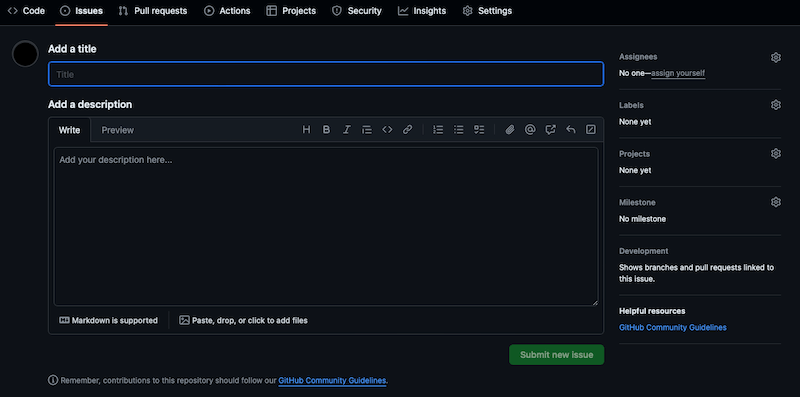 Code Issues Pull requests Actions Projects Security Insights Settings
Add a title
Title
Add a description
Write Preview
Add your description here...
Markdown is supported Paste, drop, or click to add files
Submit new issue
Remember, contributions to this repository should follow our GitHub Community Guidelines.
Assignees
No one—assign yourself
Labels
None yet
Projects
None yet
Milestone
No milestone
Development
Shows branches and pull requests linked to
this issue.
Helpful resources
GitHub Community Guidelines